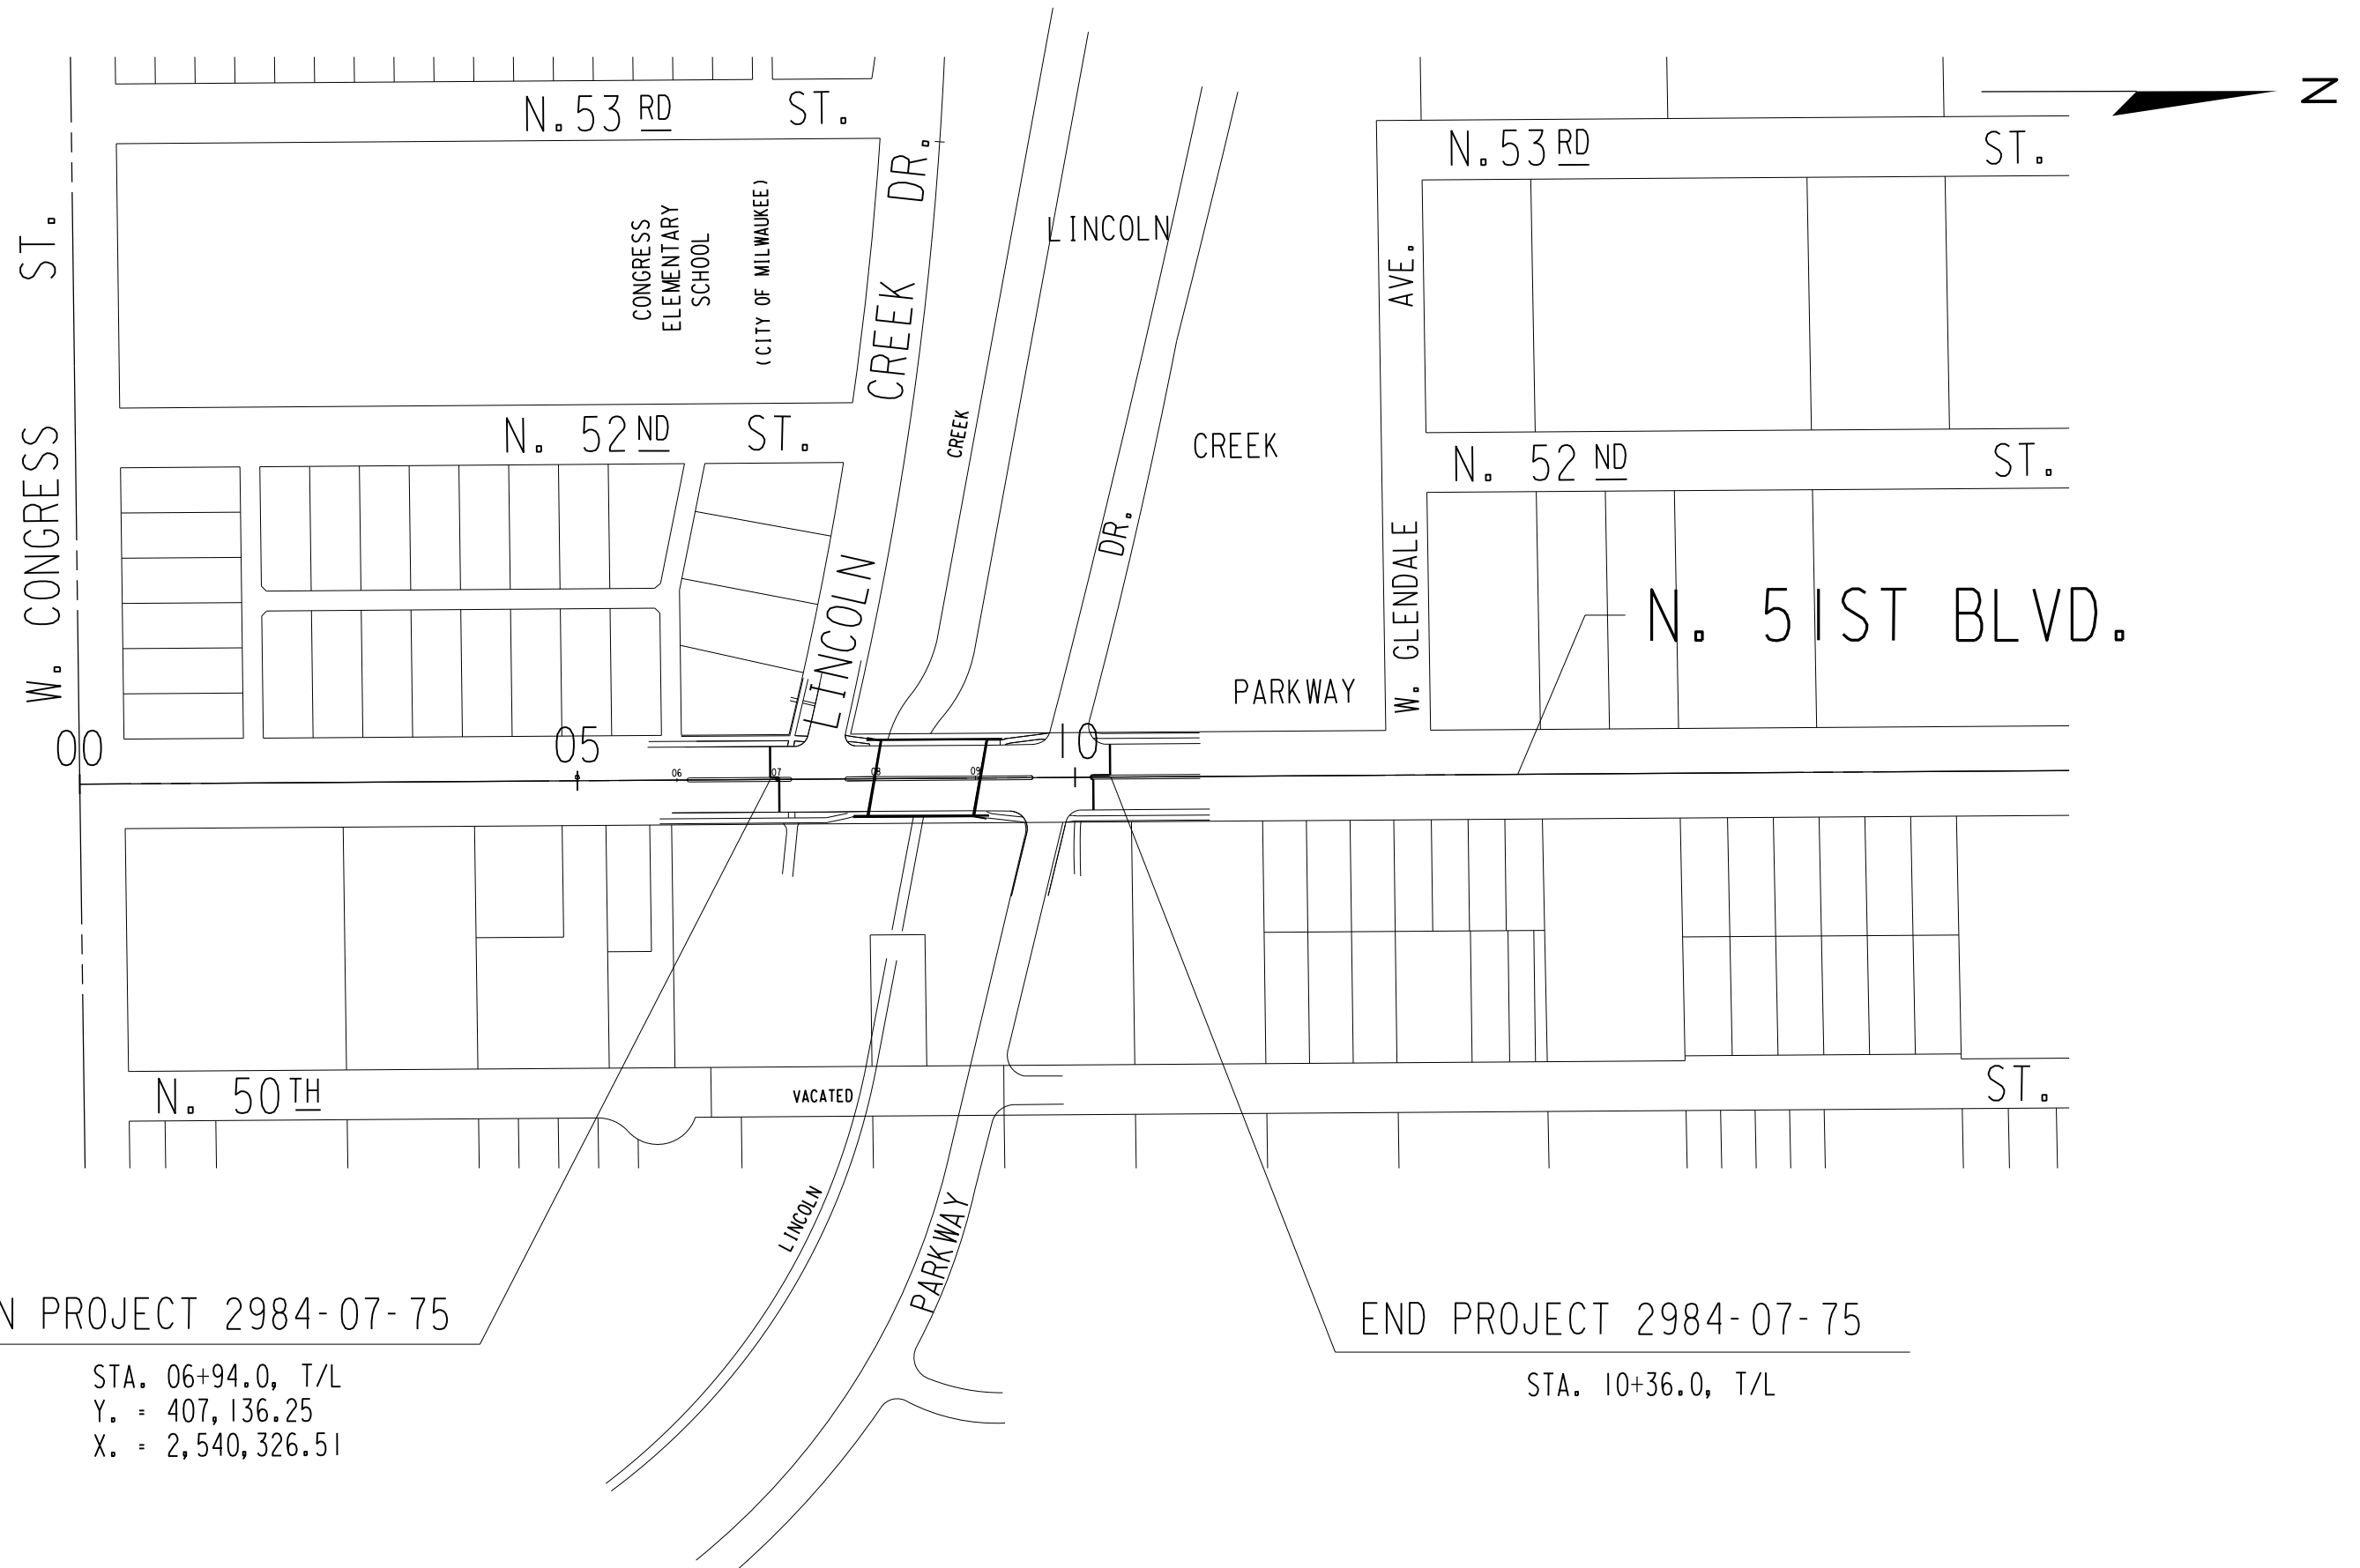 N. 53 RD ST.
N. 53 RD ST.
N
W. CONGRESS ST.
CONGRESS
ELEMENTARY
SCHOOL
(CITY OF MILWAUKEE)
LINCOLN CREEK DR.
LINCOLN
CREEK
PARKWAY
CREEK
DR.
W. GLENDALE AVE.
N. 52 ND ST.
N. 52 ND ST.
N. 51ST BLVD.
00
05
10
06
07
08
09
N. 50 TH ST.
VACATED
LINCOLN
PARKWAY
N PROJECT 2984-07-75
STA. 06+94.0, T/L
Y. = 407,136.25
X. = 2,540,326.51
END PROJECT 2984-07-75
STA. 10+36.0, T/L